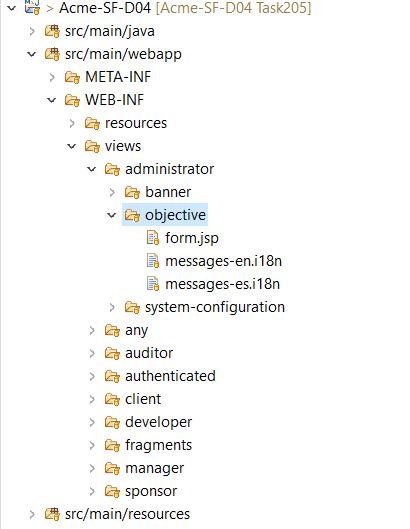 > Acme-SF-D04 [Acme-SF-D04 Task205]
src/main/java
src/main/webapp
META-INF
WEB-INF
resources
views
administrator
banner
objective
form.jsp
messages-en.i18n
messages-es.i18n
system-configuration
any
auditor
authenticated
client
developer
fragments
manager
sponsor
src/main/resources